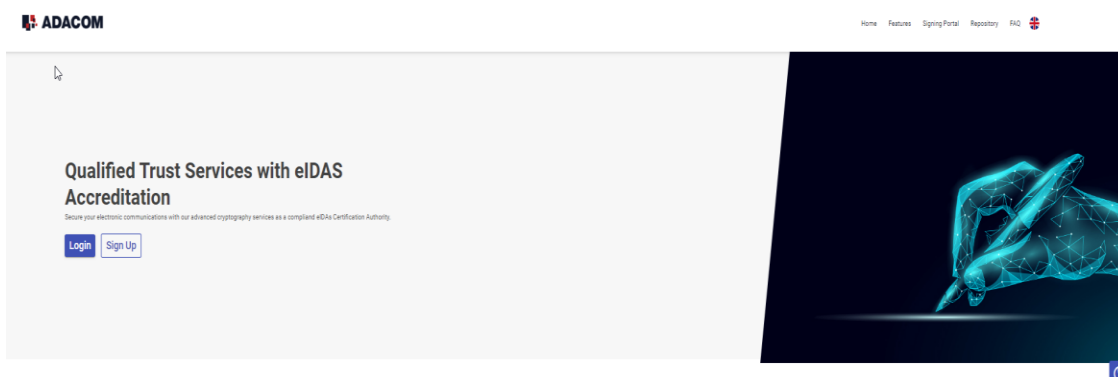 ADACOM
Home Features Signing Portal Repository FAQ
Qualified Trust Services with eIDAS
Accreditation
Secure your electronic communications with our advanced cryptography services as a compliand eIDAs Certification Authority.
Login Sign Up